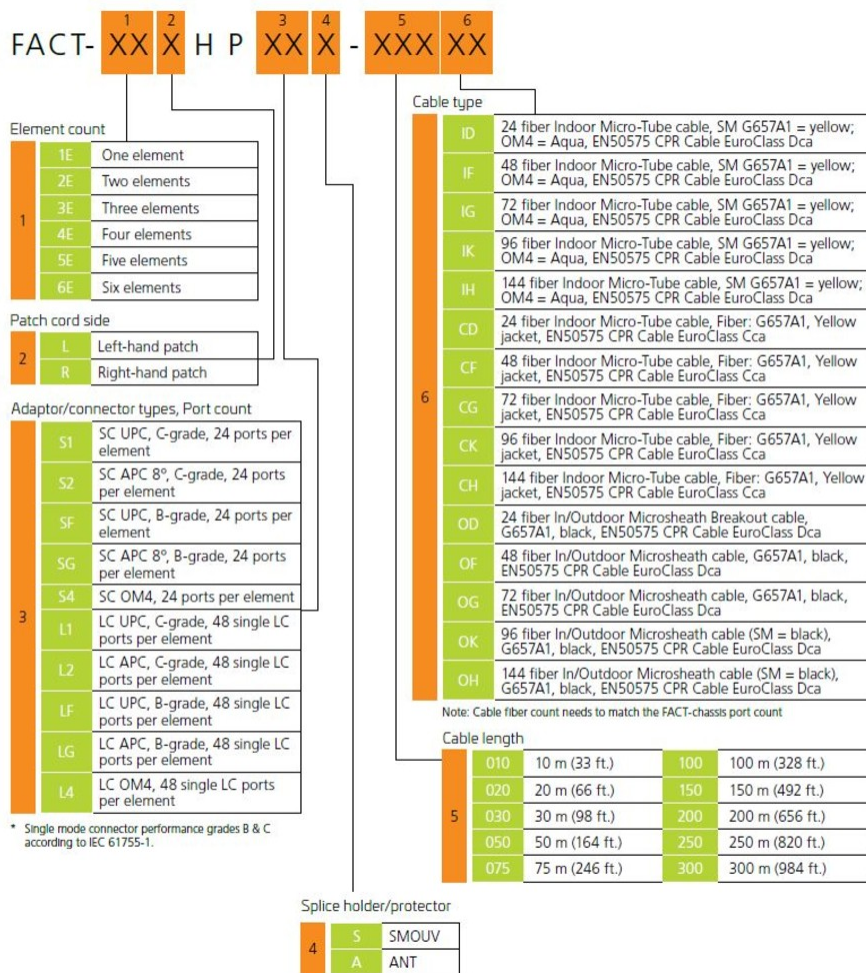 1 2 3 4 5 6
FACT- XX X H P XX X - XXX XX
Element count
1
1E One element
2E Two elements
3E Three elements
4E Four elements
5E Five elements
6E Six elements
Patch cord side
2
L Left-hand patch
R Right-hand patch
Adaptor/connector types, Port count
3
S1 SC UPC, C-grade, 24 ports per
element
S2 SC APC 8º, C-grade, 24 ports
per element
SF SC UPC, B-grade, 24 ports per
element
SG SC APC 8º, B-grade, 24 ports
per element
S4 SC OM4, 24 ports per element
L1 LC UPC, C-grade, 48 single LC
ports per element
L2 LC APC, C-grade, 48 single LC
ports per element
LF LC UPC, B-grade, 48 single LC
ports per element
LG LC APC, B-grade, 48 single LC
ports per element
L4 LC OM4, 48 single LC ports
per element
* Single mode connector performance grades B & C
according to IEC 61755-1.
Cable type
6
ID 24 fiber Indoor Micro-Tube cable, SM G657A1 = yellow;
OM4 = Aqua, EN50575 CPR Cable EuroClass Dca
IF 48 fiber Indoor Micro-Tube cable, SM G657A1 = yellow;
OM4 = Aqua, EN50575 CPR Cable EuroClass Dca
IG 72 fiber Indoor Micro-Tube cable, SM G657A1 = yellow;
OM4 = Aqua, EN50575 CPR Cable EuroClass Dca
IK 96 fiber Indoor Micro-Tube cable, SM G657A1 = yellow;
OM4 = Aqua, EN50575 CPR Cable EuroClass Dca
IH 144 fiber Indoor Micro-Tube cable, SM G657A1 = yellow;
OM4 = Aqua, EN50575 CPR Cable EuroClass Dca
CD 24 fiber Indoor Micro-Tube cable, Fiber: G657A1, Yellow
jacket, EN50575 CPR Cable EuroClass Cca
CF 48 fiber Indoor Micro-Tube cable, Fiber: G657A1, Yellow
jacket, EN50575 CPR Cable EuroClass Cca
CG 72 fiber Indoor Micro-Tube cable, Fiber: G657A1, Yellow
jacket, EN50575 CPR Cable EuroClass Cca
CK 96 fiber Indoor Micro-Tube cable, Fiber: G657A1, Yellow
jacket, EN50575 CPR Cable EuroClass Cca
CH 144 fiber Indoor Micro-Tube cable, Fiber: G657A1, Yellow
jacket, EN50575 CPR Cable EuroClass Cca
OD 24 fiber In/Outdoor Microsheath Breakout cable,
G657A1, black, EN50575 CPR Cable EuroClass Dca
OF 48 fiber In/Outdoor Microsheath cable, G657A1, black,
EN50575 CPR Cable EuroClass Dca
OG 72 fiber In/Outdoor Microsheath cable, G657A1, black,
EN50575 CPR Cable EuroClass Dca
OK 96 fiber In/Outdoor Microsheath cable (SM = black),
G657A1, black, EN50575 CPR Cable EuroClass Dca
OH 144 fiber In/Outdoor Microsheath cable (SM = black),
G657A1, black, EN50575 CPR Cable EuroClass Dca
Note: Cable fiber count needs to match the FACT-chassis port count
Cable length
5
010 10 m (33 ft.) 100 100 m (328 ft.)
020 20 m (66 ft.) 150 150 m (492 ft.)
030 30 m (98 ft.) 200 200 m (656 ft.)
050 50 m (164 ft.) 250 250 m (820 ft.)
075 75 m (246 ft.) 300 300 m (984 ft.)
Splice holder/protector
4
S SMOUV
A ANT